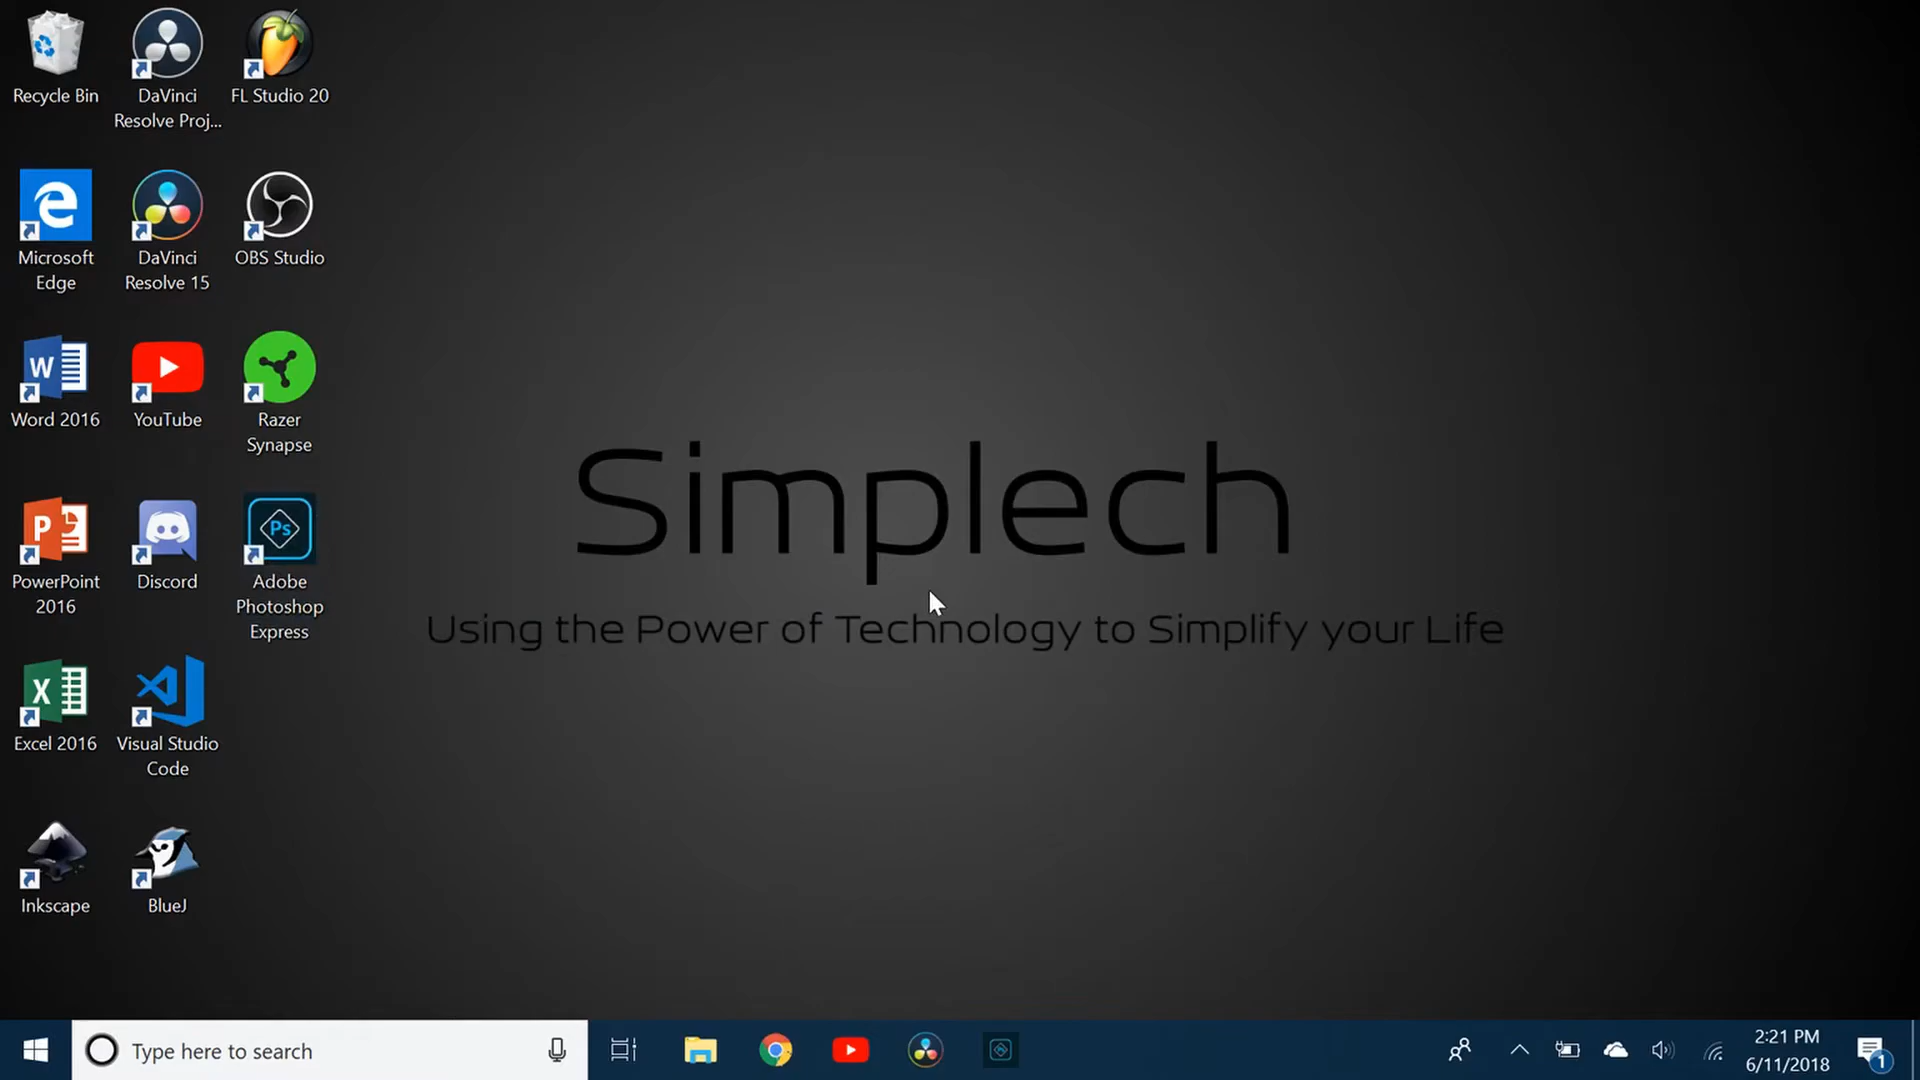 Recycle Bin
DaVinci
Resolve Proj...
FL Studio 20
Microsoft
Edge
DaVinci
Resolve 15
OBS Studio
Word 2016
YouTube
Razer
Synapse
PowerPoint
2016
Discord
Ps
Adobe
Photoshop
Express
Excel 2016
Visual Studio
Code
Inkscape
BlueJ
Simplech
Using the Power of Technology to Simplify your Life
Type here to search
2:21 PM
6/11/2018
1